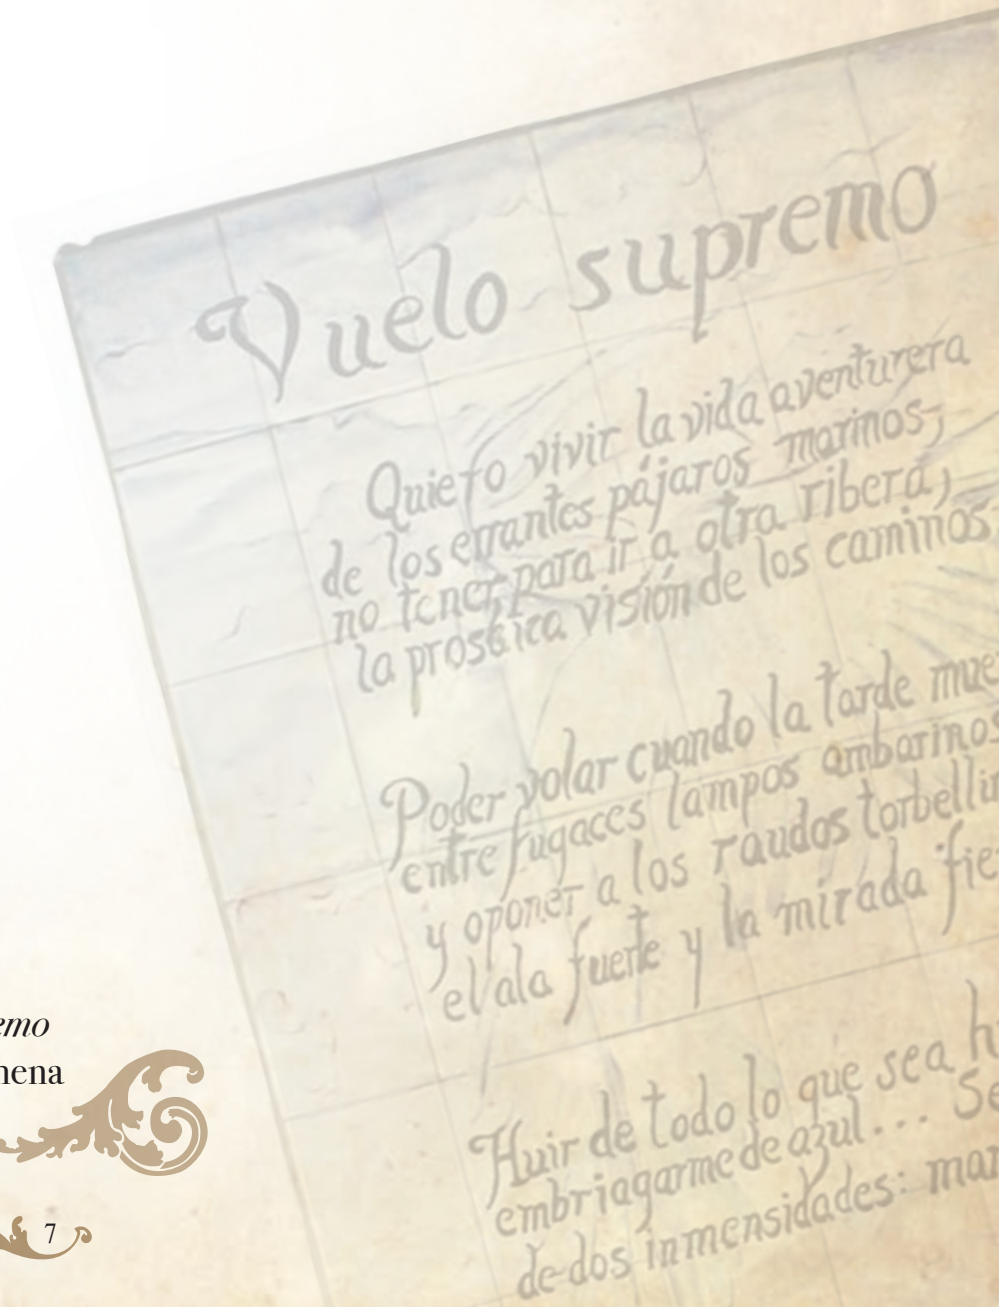 Vuelo supremo
Quiero vivir la vida aventurera
de los errantes pájaros marinos;
no tener, para ir a otra ribera,
la prosaica visión de los caminos.
Poder volar cuando la tarde mue
entre fugaces lampos ambarinos
y oponer a los raudos torbellin
el ala fuerte y la mirada fie
Huir de todo lo que sea h
embriagarme de azul... Se
de dos inmensidades: mar
emo
nena
7